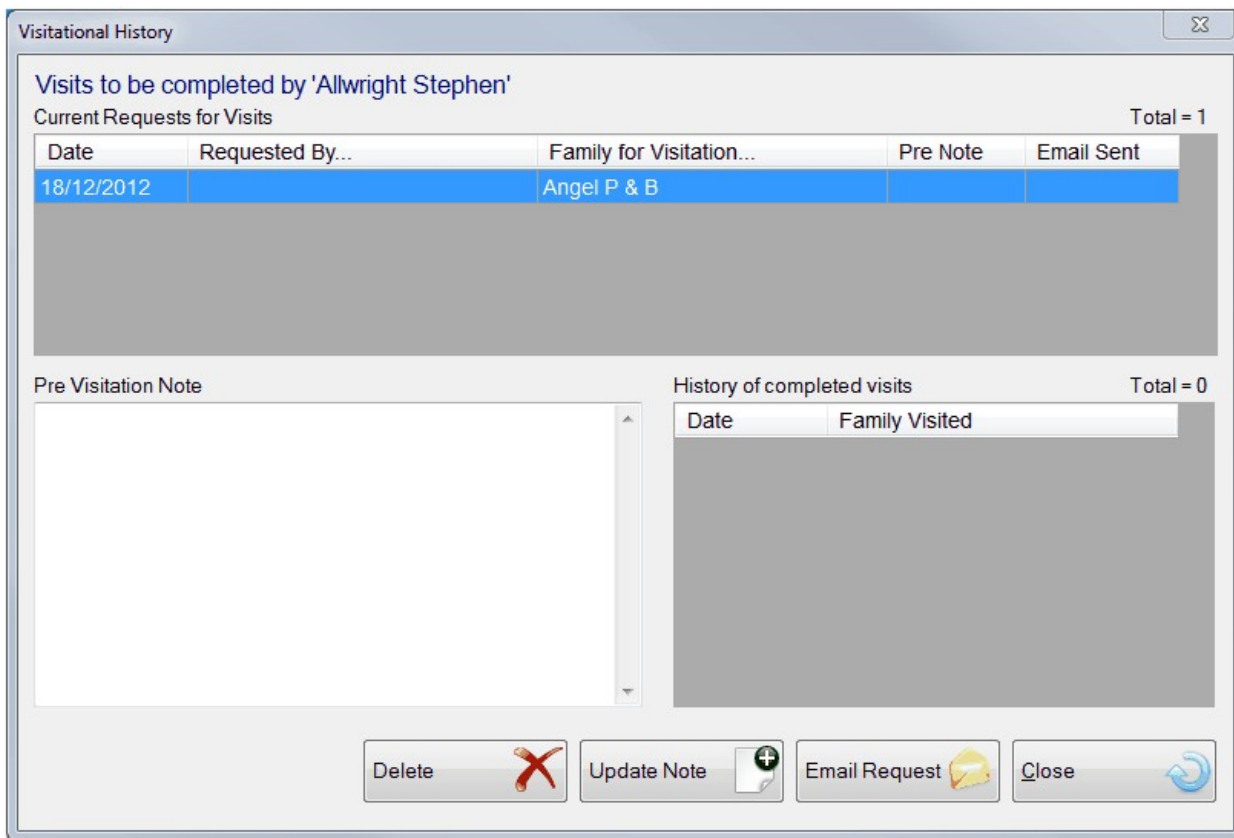 Visitational History
Visits to be completed by 'Allwright Stephen'
Current Requests for Visits Total = 1
Date Requested By... Family for Visitation... Pre Note Email Sent
18/12/2012 Angel P & B
Pre Visitation Note History of completed visits Total = 0
Date Family Visited
Delete Update Note Email Request Close